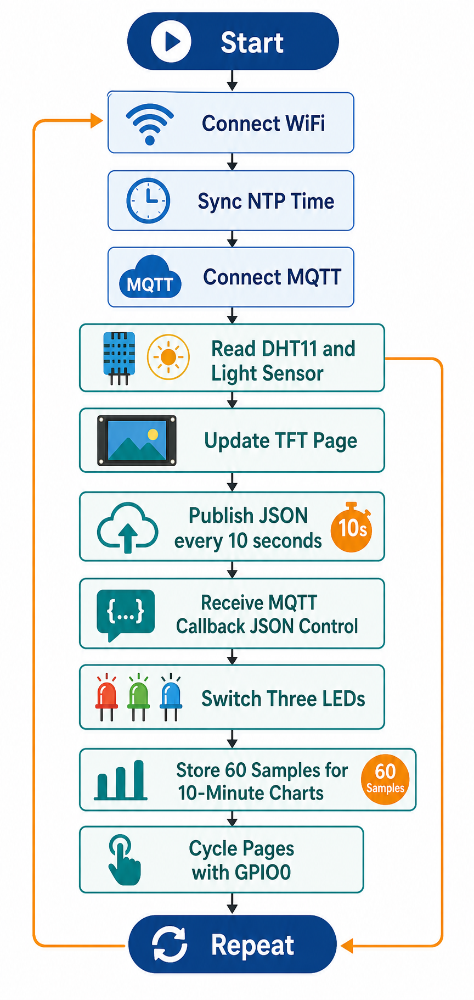 Start
Connect WiFi
Sync NTP Time
MQTT
Connect MQTT
Read DHT11 and
Light Sensor
Update TFT Page
Publish JSON
every 10 seconds
10s
{...}
Receive MQTT
Callback JSON Control
Switch Three LEDs
Store 60 Samples for
10-Minute Charts
60
Samples
Cycle Pages
with GPIO0
Repeat